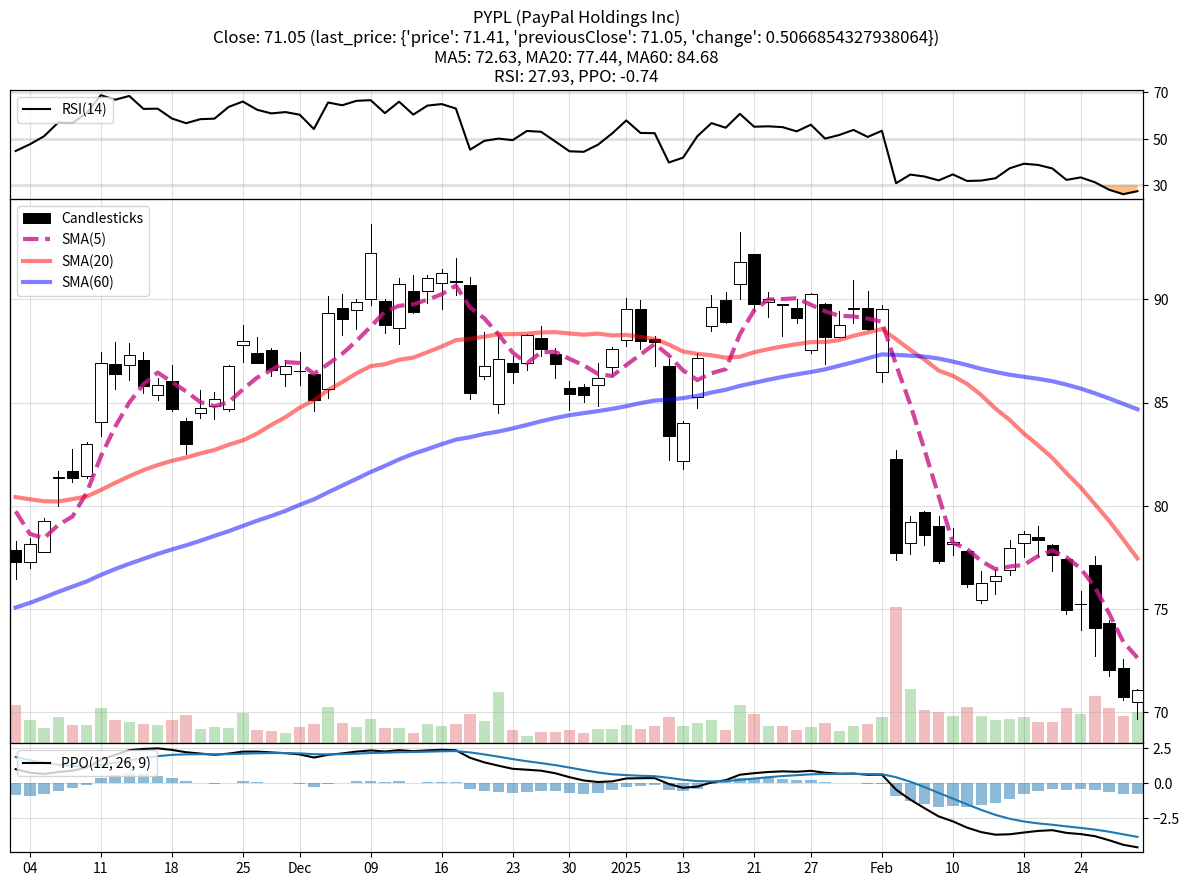 PYPL (PayPal Holdings Inc)
Close: 71.05 (last_price: {'price': 71.41, 'previousClose': 71.05, 'change': 0.5066854327938064})
MA5: 72.63, MA20: 77.44, MA60: 84.68
RSI: 27.93, PPO: -0.74
RSI(14)
70
50
30
Candlesticks
SMA(5)
SMA(20)
SMA(60)
90
85
80
75
70
PPO(12, 26, 9)
2.5
0.0
−2.5
04 11 18 25 Dec 09 16 23 30 2025 13 21 27 Feb 10 18 24